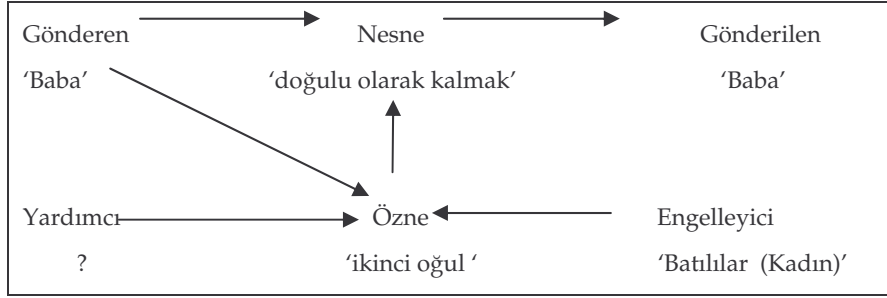 Gönderen Nesne Gönderilen
‘Baba’ ‘doğulu olarak kalmak’ ‘Baba’
Yardımcı Özne Engelleyici
? ‘ikinci oğul ‘ ‘Batılılar (Kadın)’